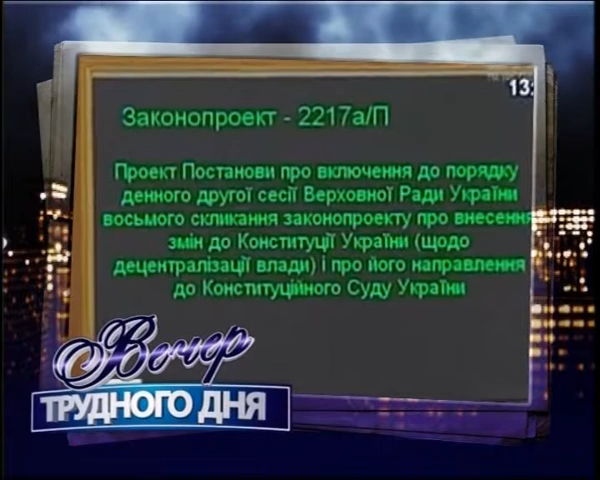 13:
Законопроект - 2217а/П
Проект Постанови про включення до порядку
денного другої сесії Верховної Ради України
восьмого скликання законопроекту про внесення
змін до Конституції України (щодо
децентралізації влади) і про його направлення
до Конституційного Суду України
Вечер
ТРУДНОГО ДНЯ